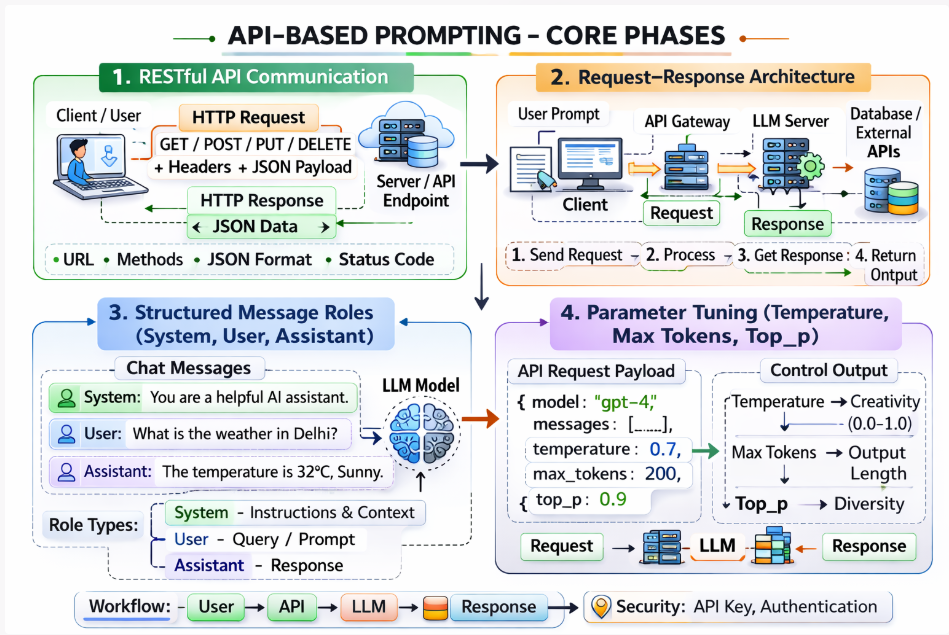 API-BASED PROMPTING – CORE PHASES
1. RESTful API Communication
Client / User
HTTP Request
GET / POST / PUT / DELETE
+ Headers + JSON Payload
Server / API
Endpoint
HTTP Response
JSON Data
• URL • Methods • JSON Format • Status Code
2. Request–Response Architecture
User Prompt
API Gateway
LLM Server
Database /
External
APIs
Client
Request
Response
1. Send Request → 2. Process → 3. Get Response : 4. Return
Ontput
3. Structured Message Roles
(System, User, Assistant)
Chat Messages
System: You are a helpful AI assistant.
User: What is the weather in Delhi?
Assistant: The temperature is 32°C, Sunny.
LLM Model
Role Types:
System - Instructions & Context
User - Query / Prompt
Assistant - Response
4. Parameter Tuning (Temperature,
Max Tokens, Top_p)
API Request Payload
{ model: "gpt-4",
messages: [......],
temperature: 0.7,
max_tokens: 200,
{ top_p: 0.9
Control Output
Temperature → Creativity
(0.0–1.0)
Max Tokens → Output
Length
Top_p → Diversity
Request
LLM
Response
Workflow: User → API → LLM → Response → Security: API Key, Authentication